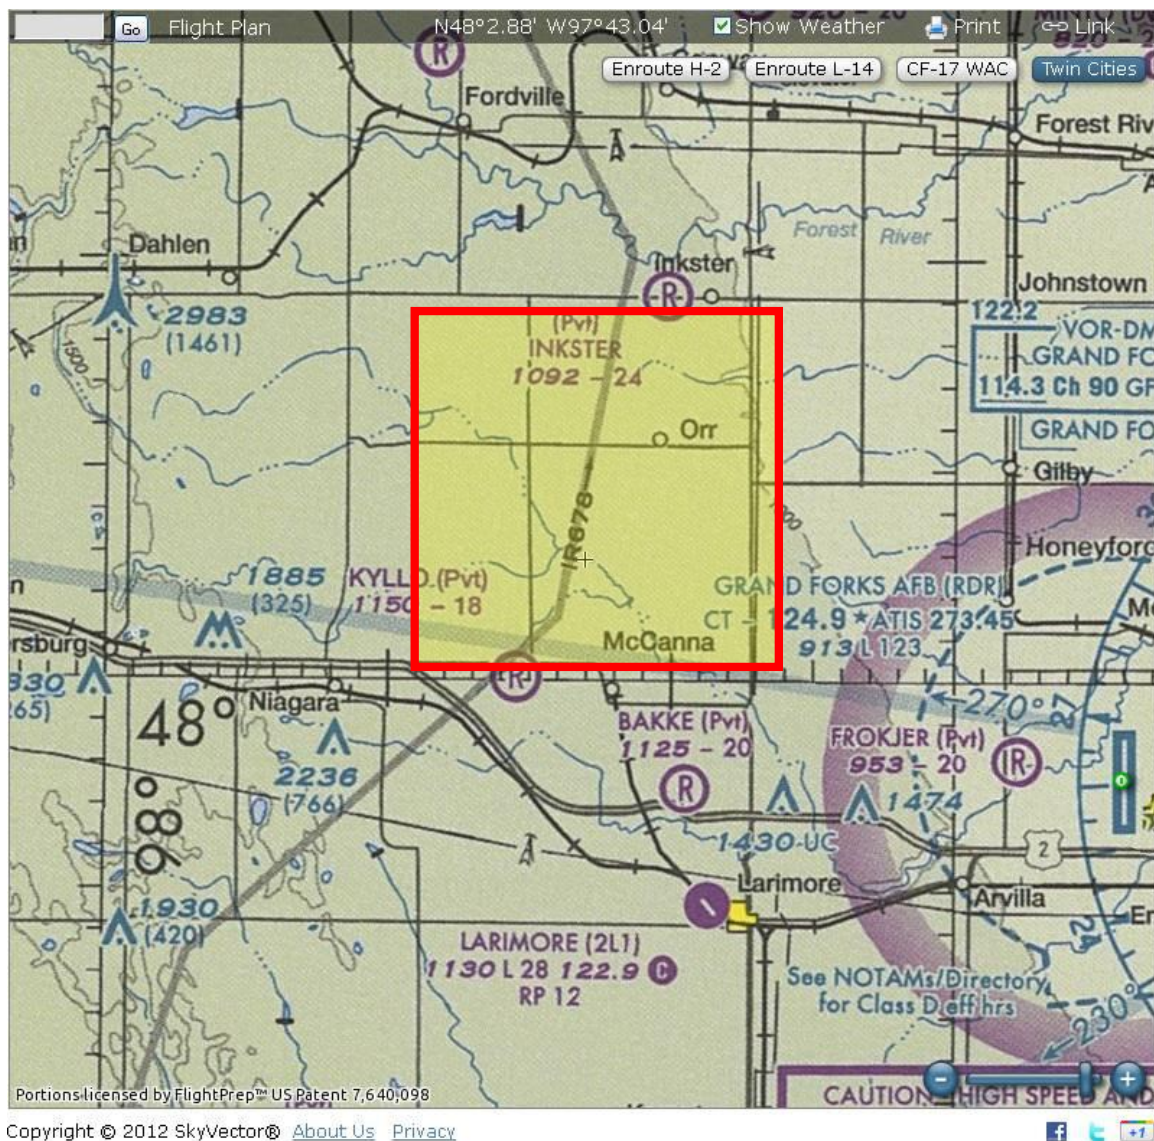 Go Flight Plan N48°2.88' W97°43.04' Show Weather Print Link
Enroute H-2 Enroute L-14 CF-17 WAC Twin Cities
R
Fordville
Forest Riv
Dahlen
Forest River
Inkster
R
Johnstown
2983
(1461)
122.2
VOR-DM
GRAND FO
114.3 Ch 90 GF
GRAND FO
(Pvt)
INKSTER
1092 - 24
1500
Orr
Gilby
IR678
Honeyford
1885
(325)
KYLLO (Pvt)
1150 - 18
GRAND FORKS AFB (RDR)
CT - 124.9 * ATIS 273.45
913 L 123
McCanna
ersburg
R
Niagara
48°
270°
27
BAKKE (Pvt)
1125 - 20
R
FROKJER (Pvt)
953 - 20
R
2236
(766)
98°
1474
1430 UC
2
Larimore
Arvilla
1930
(420)
24
LARIMORE (2L1)
1130 L 28 122.9 C
RP 12
See NOTAMs/Directory
for Class D eff hrs
230°
CAUTION HIGH SPEED AND
Portions licensed by FlightPrep™ US Patent 7,640,098
Copyright © 2012 SkyVector® About Us Privacy
+1